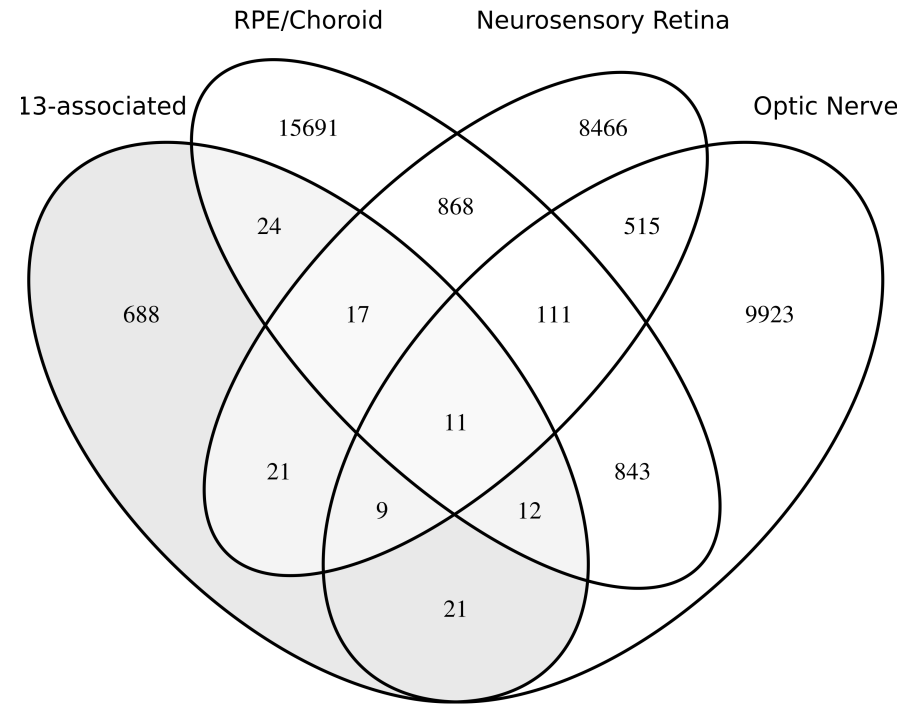 RPE/Choroid Neurosensory Retina
13-associated Optic Nerve
15691 8466
868
24 515
688 17 111 9923
11
21 843
9 12
21